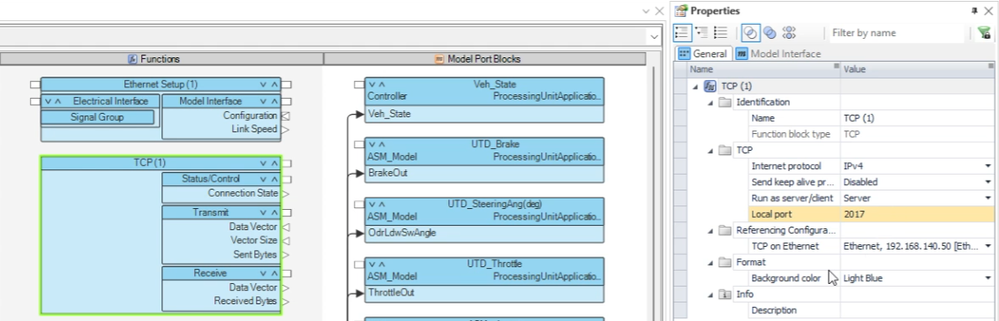 Functions
Model Port Blocks
Ethernet Setup (1)
Electrical Interface
Model Interface
Signal Group
Configuration
Link Speed
TCP (1)
Status/Control
Connection State
Transmit
Data Vector
Vector Size
Sent Bytes
Receive
Data Vector
Received Bytes
Veh_State
Controller ProcessingUnitApplicatio...
Veh_State
UTD_Brake
ASM_Model ProcessingUnitApplicatio...
BrakeOut
UTD_SteeringAng(deg)
ASM_Model ProcessingUnitApplicatio...
OdrLdwSwAngle
UTD_Throttle
ASM_Model ProcessingUnitApplicatio...
ThrottleOut
Properties
Filter by name
General Model Interface
Name Value
TCP (1)
Identification
Name TCP (1)
Function block type TCP
TCP
Internet protocol IPv4
Send keep alive pr... Disabled
Run as server/client Server
Local port 2017
Referencing Configura...
TCP on Ethernet Ethernet, 192.168.140.50 [Eth...
Format
Background color Light Blue
Info
Description